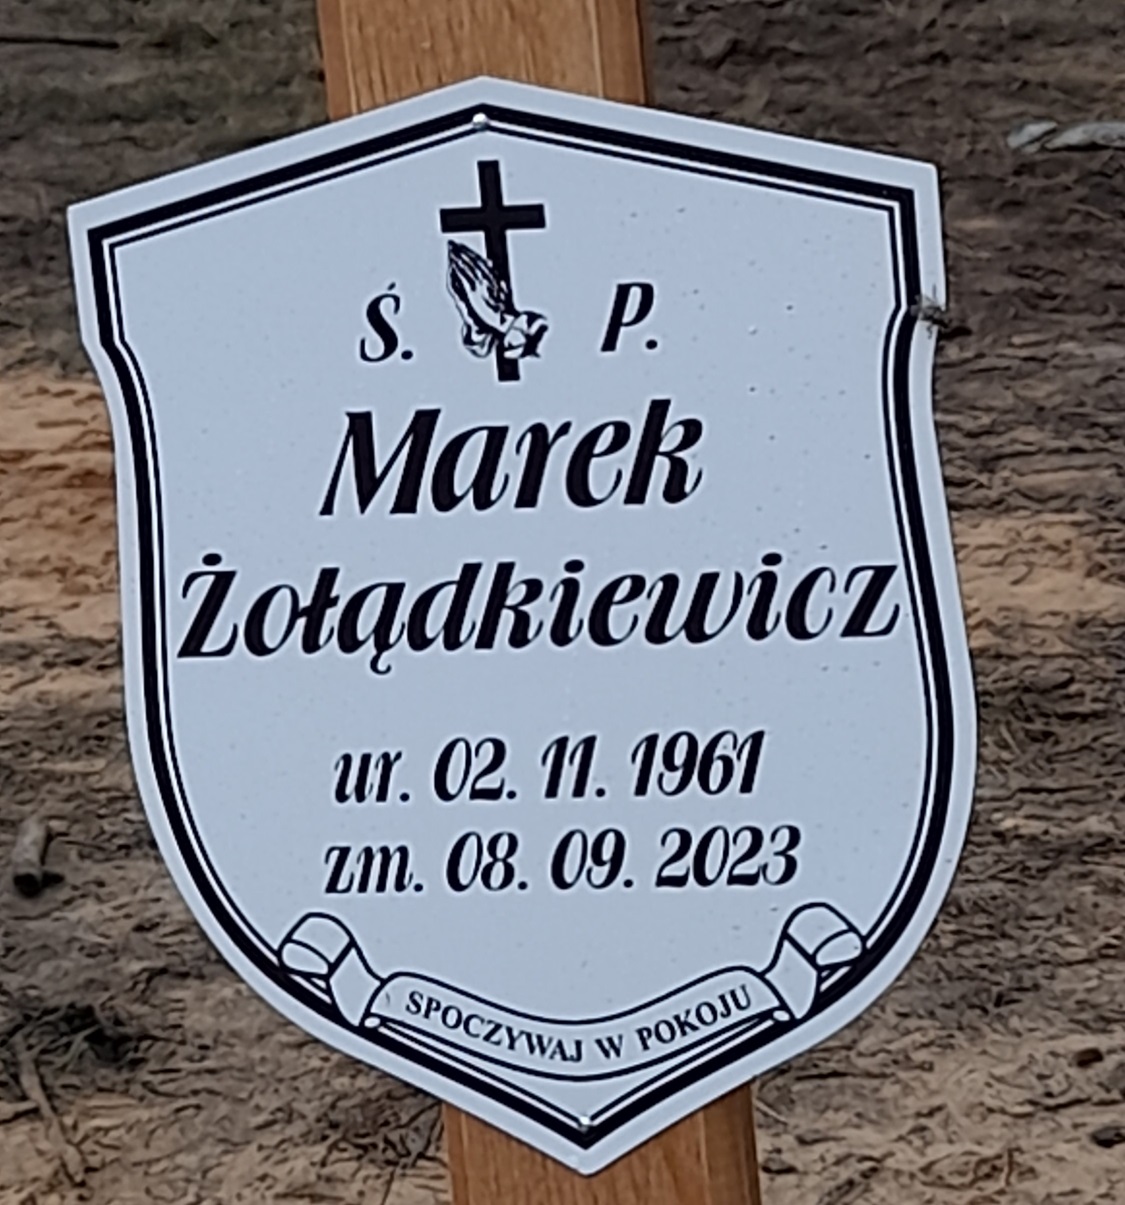 Ś. P.
Marek
Żołądkiewicz
ur. 02. 11. 1961
zm. 08. 09. 2023
SPOCZYWAJ W POKOJU